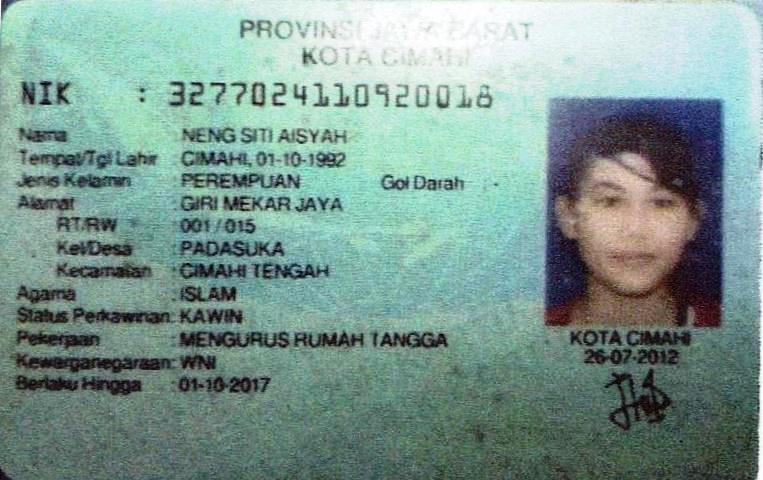 PROVINSI JAWA BARAT
KOTA CIMAHI
NIK : 3277024110920018
Nama NENG SITI AISYAH
Tempat/Tgl Lahir CIMAHI, 01-10-1992
Jenis Kelamin PEREMPUAN Gol Darah : -
Alamat GIRI MEKAR JAYA
RT/RW 001 / 015
Kel/Desa PADASUKA
Kecamatan : CIMAHI TENGAH
Agama : ISLAM
Status Perkawinan: KAWIN
Pekerjaan : MENGURUS RUMAH TANGGA
Kewarganegaraan: WNI
Berlaku Hingga : 01-10-2017
KOTA CIMAHI
26-07-2012